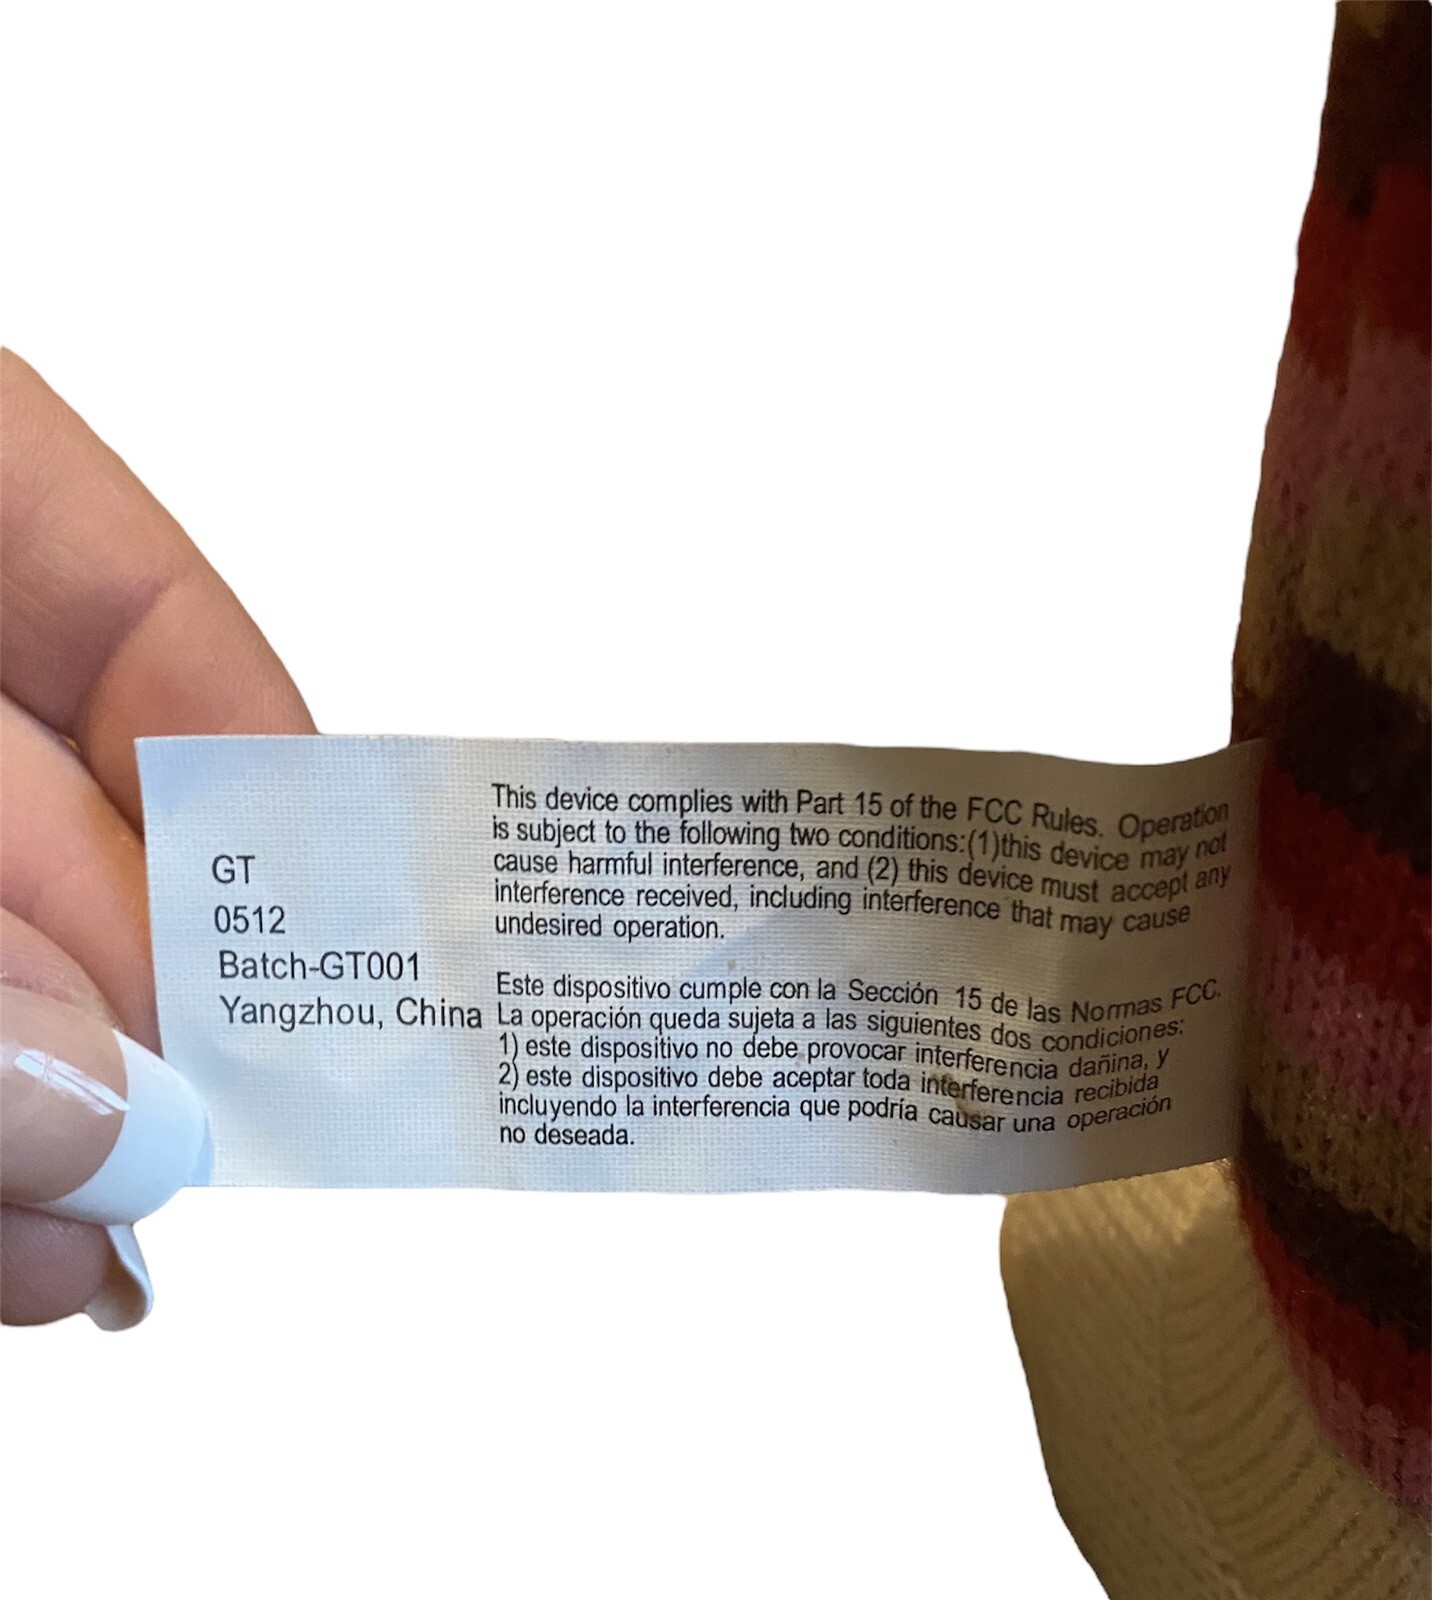 GT
0512
Batch-GT001
Yangzhou, China
This device complies with Part 15 of the FCC Rules. Operation
is subject to the following two conditions:(1)this device may not
cause harmful interference, and (2) this device must accept any
interference received, including interference that may cause
undesired operation.
Este dispositivo cumple con la Sección 15 de las Normas FCC.
La operación queda sujeta a las siguientes dos condiciones:
1) este dispositivo no debe provocar interferencia dañina, y
2) este dispositivo debe aceptar toda interferencia recibida
incluyendo la interferencia que podría causar una operación
no deseada.